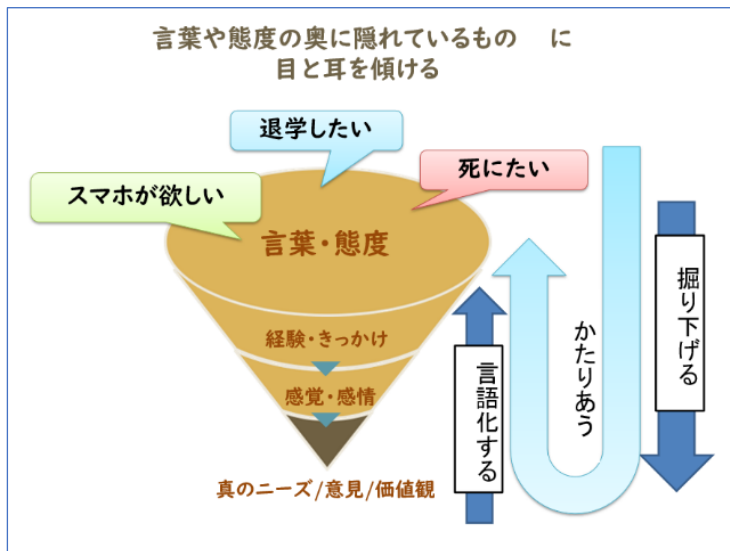 言葉や態度の奥に隠れているもの　に
目と耳を傾ける
退学したい
死にたい
スマホが欲しい
言葉・態度
経験・きっかけ
感覚・感情
真のニーズ/意見/価値観
言語化する
かたりあう
掘り下げる